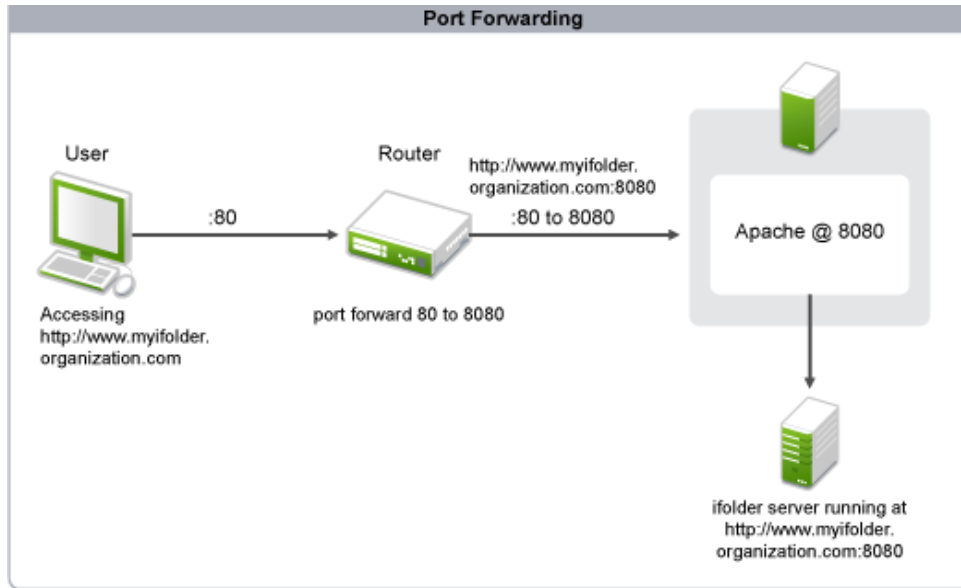 Port Forwarding
User
:80
Accessing
http://www.myifolder.
organization.com
Router
port forward 80 to 8080
http://www.myifolder.
organization.com:8080
:80 to 8080
Apache @ 8080
ifolder server running at
http://www.myifolder.
organization.com:8080